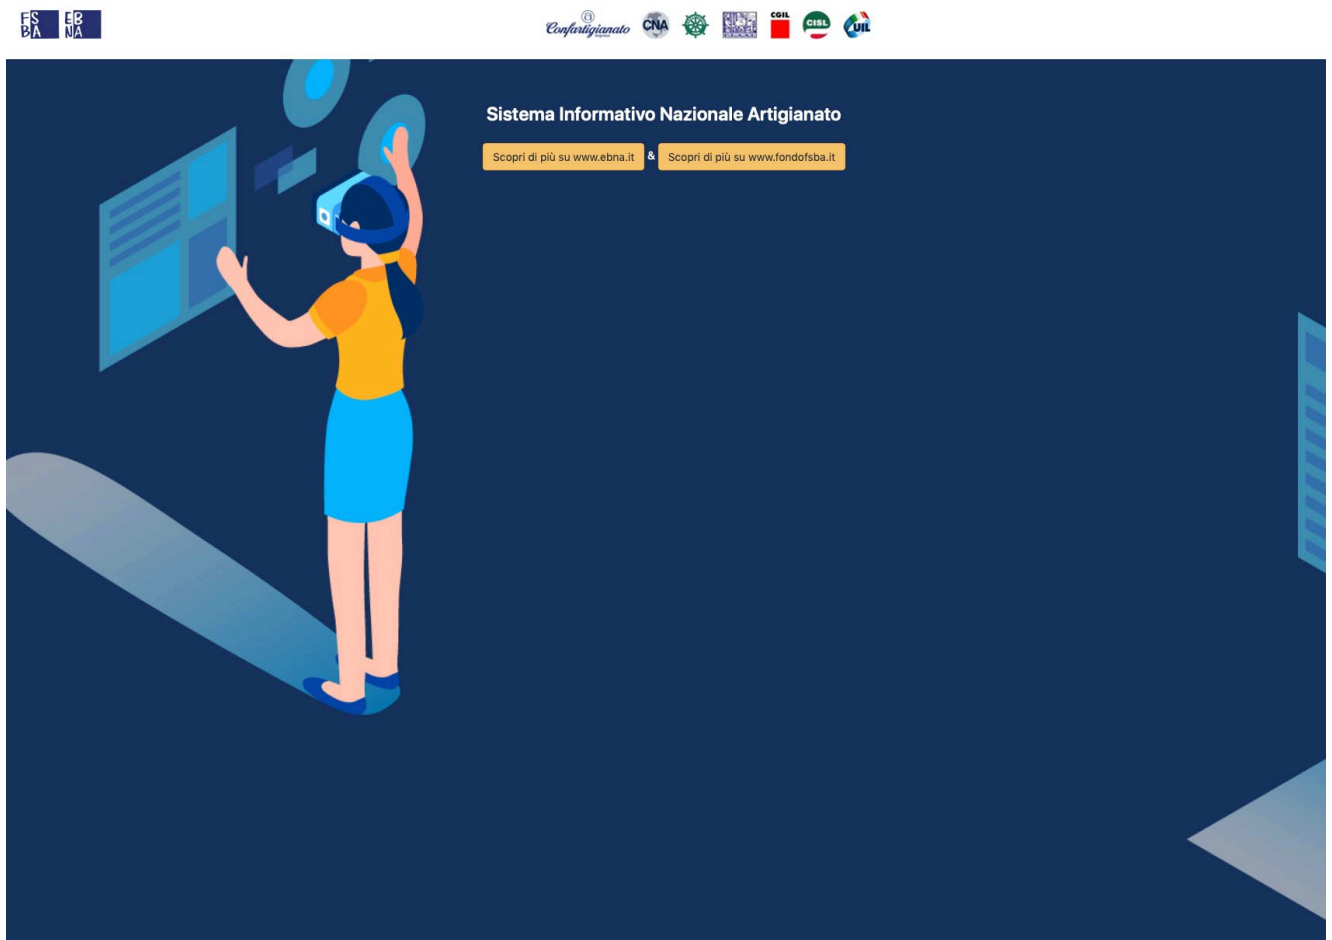 FS BA EB NA
Confartigianato CNA CGIL CISL UIL
Sistema Informativo Nazionale Artigianato
Scopri di più su www.ebna.it & Scopri di più su www.fondofsba.it